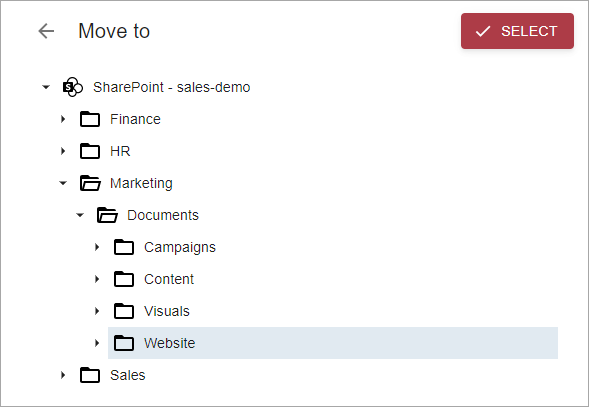 Move to
SELECT
SharePoint - sales-demo
Finance
HR
Marketing
Documents
Campaigns
Content
Visuals
Website
Sales